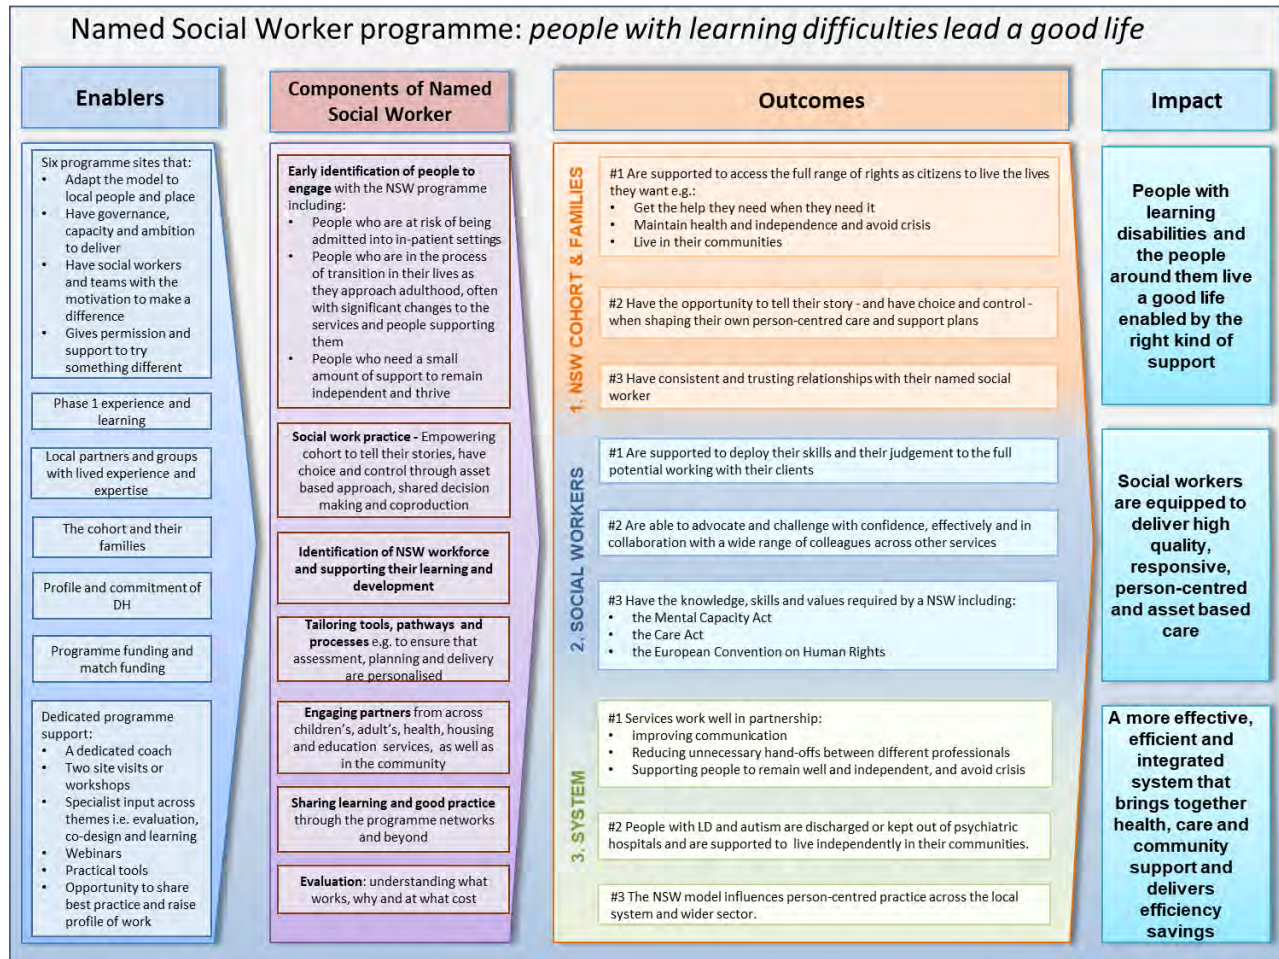 Named Social Worker programme: people with learning difficulties lead a good life
Enablers
Six programme sites that:
• Adapt the model to
local people and place
• Have governance,
capacity and ambition
to deliver
• Have social workers
and teams with the
motivation to make a
difference
• Gives permission and
support to try
something different
Phase 1 experience and
learning
Local partners and groups
with lived experience and
expertise
The cohort and their
families
Profile and commitment of
DH
Programme funding and
match funding
Dedicated programme
support:
• A dedicated coach
• Two site visits or
workshops
• Specialist input across
themes i.e. evaluation,
co-design and learning
• Webinars
• Practical tools
• Opportunity to share
best practice and raise
profile of work
Components of Named
Social Worker
Early identification of people to
engage with the NSW programme
including:
• People who are at risk of being
admitted into in-patient settings
• People who are in the process
of transition in their lives as
they approach adulthood, often
with significant changes to the
services and people supporting
them
• People who need a small
amount of support to remain
independent and thrive
Social work practice - Empowering
cohort to tell their stories, have
choice and control through asset
based approach, shared decision
making and coproduction
Identification of NSW workforce
and supporting their learning and
development
Tailoring tools, pathways and
processes e.g. to ensure that
assessment, planning and delivery
are personalised
Engaging partners from across
children's, adult's, health, housing
and education services, as well as
in the community
Sharing learning and good practice
through the programme networks
and beyond
Evaluation: understanding what
works, why and at what cost
Outcomes
1. NSW COHORT & FAMILIES
#1 Are supported to access the full range of rights as citizens to live the lives
they want e.g.:
• Get the help they need when they need it
• Maintain health and independence and avoid crisis
• Live in their communities
#2 Have the opportunity to tell their story - and have choice and control -
when shaping their own person-centred care and support plans
#3 Have consistent and trusting relationships with their named social
worker
2. SOCIAL WORKERS
#1 Are supported to deploy their skills and their judgement to the full
potential working with their clients
#2 Are able to advocate and challenge with confidence, effectively and in
collaboration with a wide range of colleagues across other services
#3 Have the knowledge, skills and values required by a NSW including:
• the Mental Capacity Act
• the Care Act
• the European Convention on Human Rights
3. SYSTEM
#1 Services work well in partnership:
• improving communication
• Reducing unnecessary hand-offs between different professionals
• Supporting people to remain well and independent, and avoid crisis
#2 People with LD and autism are discharged or kept out of psychiatric
hospitals and are supported to live independently in their communities.
#3 The NSW model influences person-centred practice across the local
system and wider sector.
Impact
People with
learning
disabilities and
the people
around them live
a good life
enabled by the
right kind of
support
Social workers
are equipped to
deliver high
quality,
responsive,
person-centred
and asset based
care
A more effective,
efficient and
integrated
system that
brings together
health, care and
community
support and
delivers
efficiency
savings